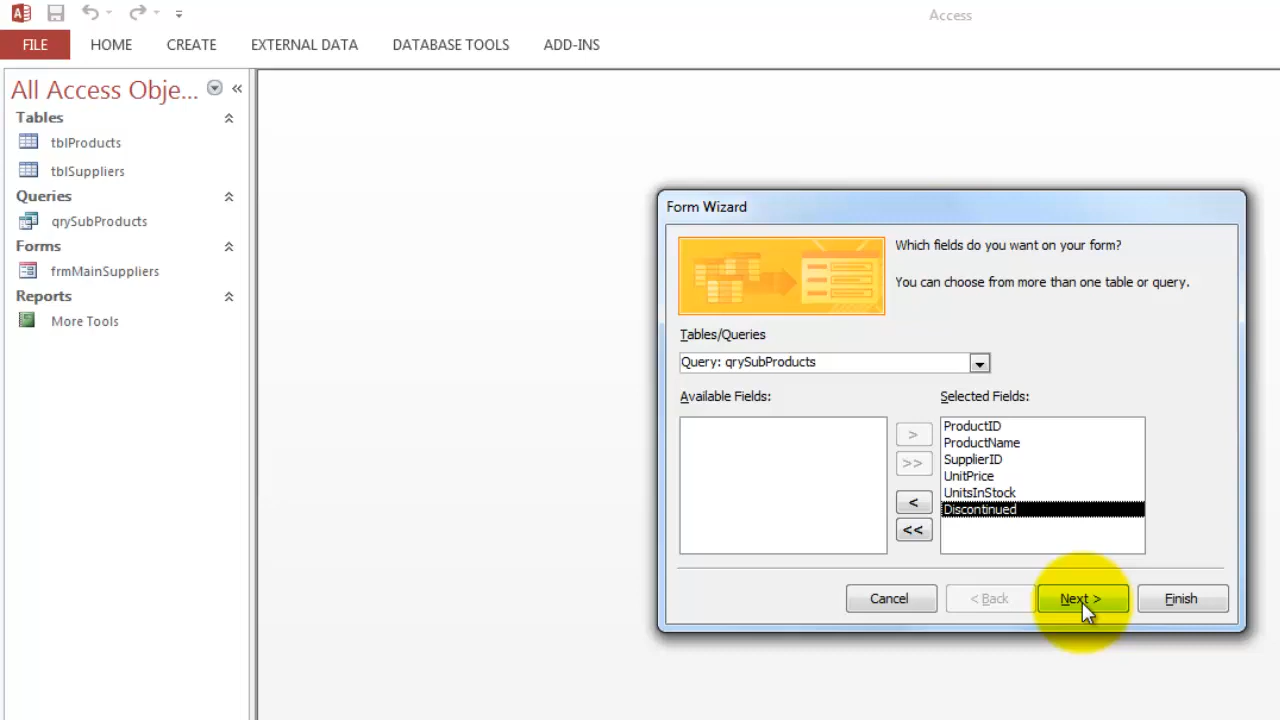 Access
FILE HOME CREATE EXTERNAL DATA DATABASE TOOLS ADD-INS
All Access Obje...
Tables
tblProducts
tblSuppliers
Queries
qrySubProducts
Forms
frmMainSuppliers
Reports
More Tools
Form Wizard
Which fields do you want on your form?
You can choose from more than one table or query.
Tables/Queries
Query: qrySubProducts
Available Fields: Selected Fields:
ProductID
ProductName
SupplierID
UnitPrice
UnitsInStock
Discontinued
>
>>
<
<<
Cancel < Back Next > Finish